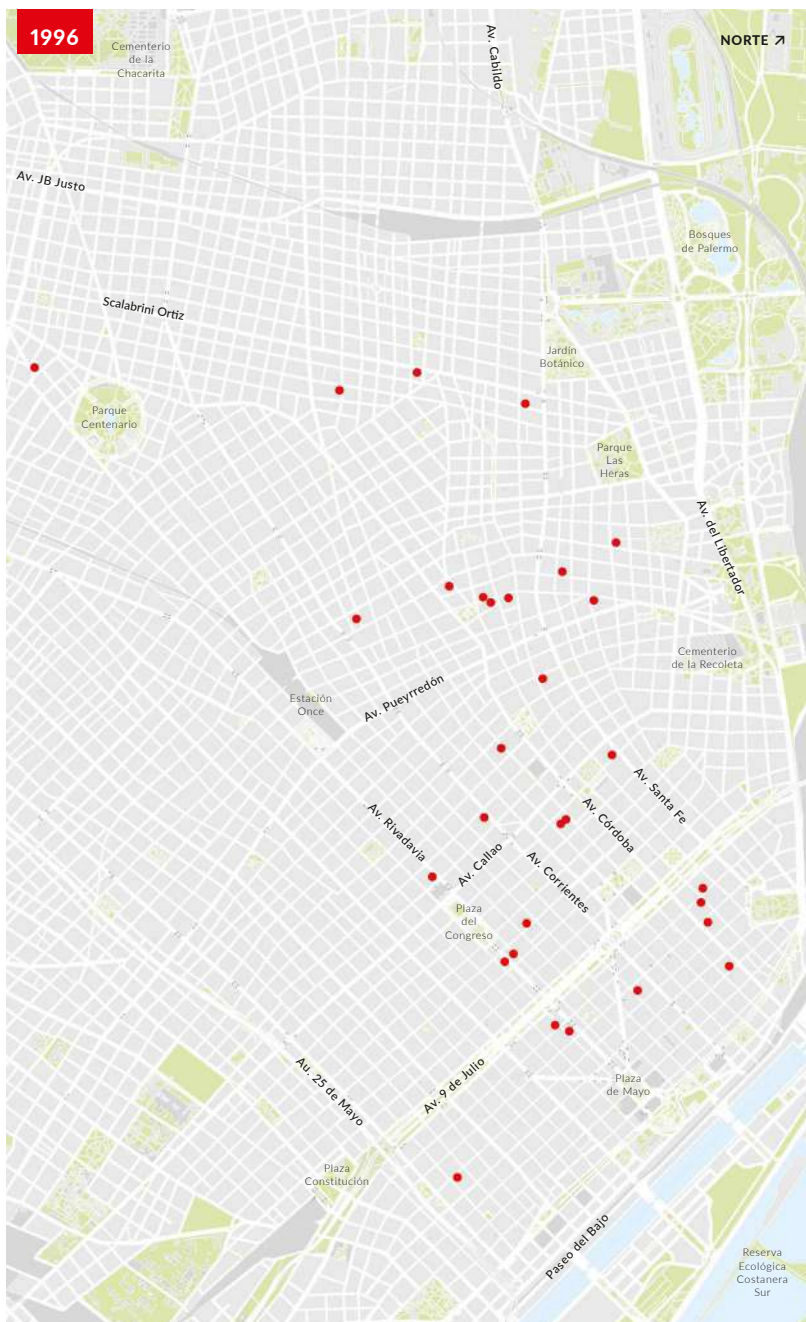 1996
Cementerio
de la
Chacarita
Av. Cabildo
NORTE
Av. JB Justo
Bosques
de Palermo
Scalabrini Ortiz
Jardín
Botánico
Parque
Centenario
Parque
Las
Heras
Av. del Libertador
Cementerio
de la Recoleta
Estación
Once
Av. Pueyrredón
Av. Santa Fe
Av. Córdoba
Av. Rivadavia
Av. Callao
Av. Corrientes
Plaza
del
Congreso
Au. 25 de Mayo
Av. 9 de Julio
Plaza
de Mayo
Plaza
Constitución
Paseo del Bajo
Reserva
Ecológica
Costanera
Sur